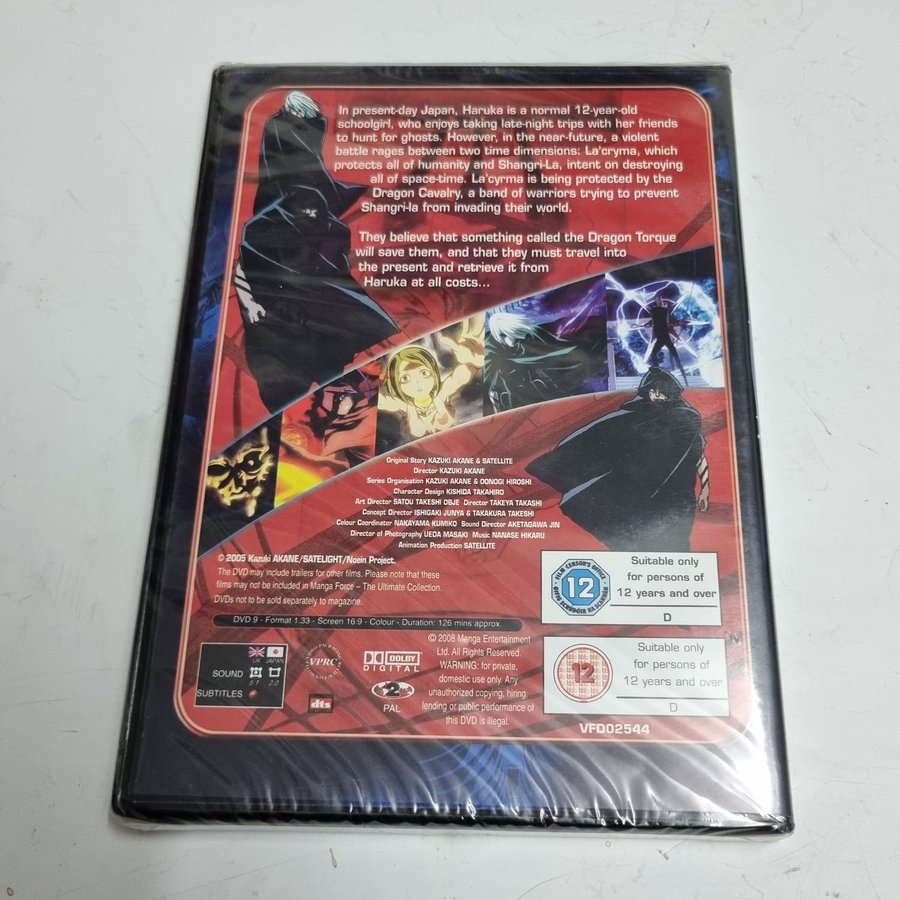 In present-day Japan, Haruka is a normal 12-year-old
schoolgirl, who enjoys taking late-night trips with her friends
to hunt for ghosts. However, in the near-future, a violent
battle rages between two time dimensions: La'cryma, which
protects all of humanity and Shangri-La, intent on destroying
all of space-time. La'cyrma is being protected by the
Dragon Cavalry, a band of warriors trying to prevent
Shangri-la from invading their world.
They believe that something called the Dragon Torque
will save them, and that they must travel into
the present and retrieve it from
Haruka at all costs...
Original Story KAZUKI AKANE & SATELLITE
Director KAZUKI AKANE
Series Organisation KAZUKI AKANE & OONOGI HIROSHI
Character Design KISHIDA TAKAHIRO
Art Director SATOU TAKESHI OBJE Director TAKEYA TAKASHI
Concept Director ISHIGAKI JUNYA & TAKAKURA TAKESHI
Colour Coordinator NAKAYAMA KUMIKO Sound Director AKETAGAWA JIN
Director of Photography UEDA MASAKI Music NANASE HIKARU
Animation Production SATELLITE
© 2005 Kazuki AKANE/SATELIGHT/Noein Project.
The DVD may include trailers for other films. Please note that these
films may not be included in Manga Force – The Ultimate Collection.
DVDs not to be sold separately to magazine.
DVD 9 - Format 1.33 - Screen 16:9 - Colour - Duration: 126 mins approx.
UK JAPAN
SOUND 5.1 2.0
SUBTITLES
VPRC
DOLBY
DIGITAL
dts
2
PAL
© 2008 Manga Entertainment
Ltd. All Rights Reserved.
WARNING: for private,
domestic use only. Any
unauthorized copying, hiring,
lending or public performance of
this DVD is illegal.
FILM CENSOR'S OFFICE
12
Suitable only
for persons of
12 years and over
D
12
Suitable only
for persons of
12 years and over
D
VFD02544